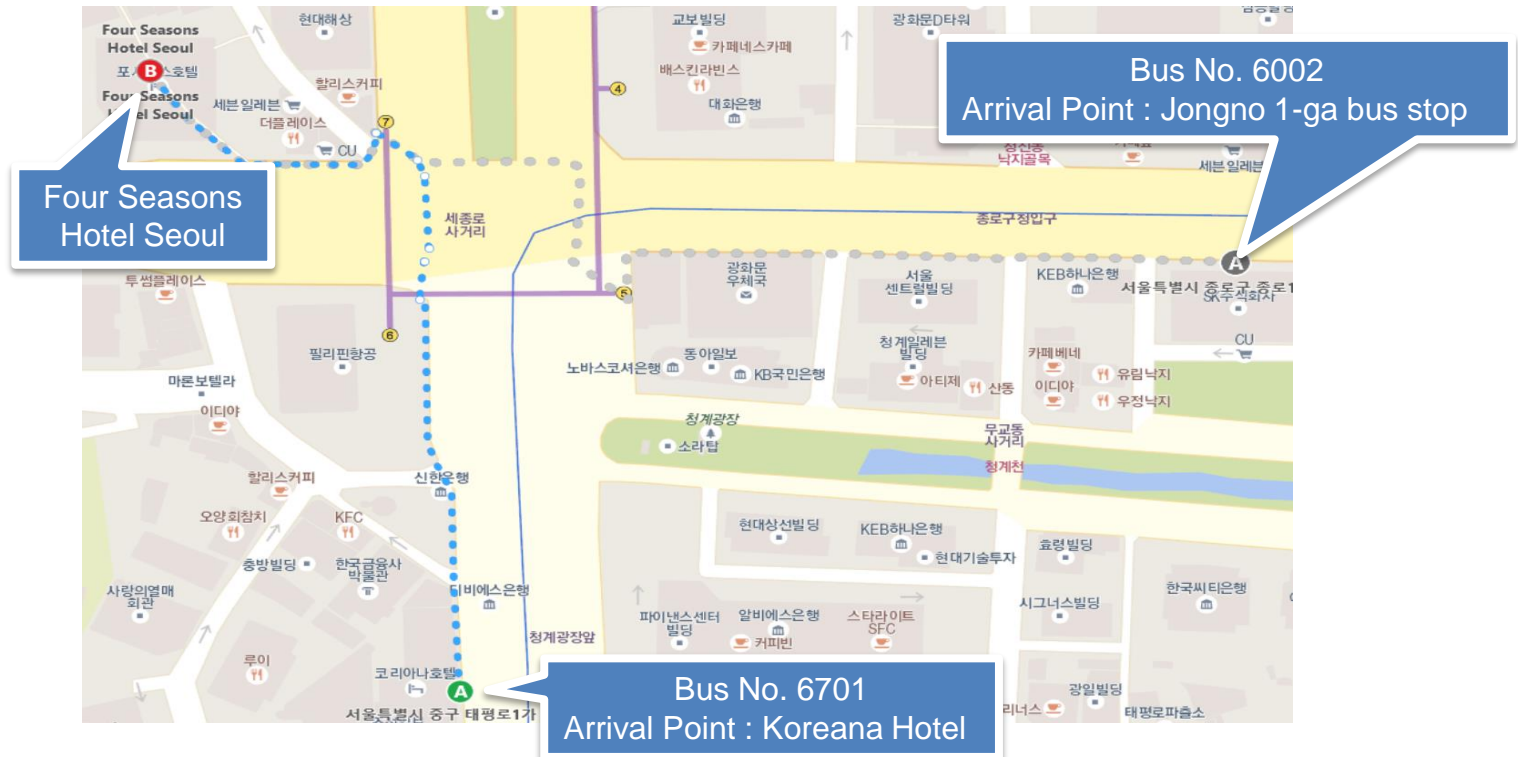 Four Seasons
Hotel Seoul
Four Seasons
현대해상
할리스커피
세븐일레븐
더플레이스
CU
7
교보빌딩
카페네스카페
배스킨라빈스
대화은행
4
광화문D타워
Bus No. 6002
Arrival Point : Jongno 1-ga bus stop
낙지골목
세븐일레븐
B
Four Seasons
Hotel Seoul
세종로
사거리
종로구청입구
투썸플레이스
광화문
우체국
서울
센트럴빌딩
KEB하나은행
A
서울특별시 종로구 종로1
SK주식회사
5
6
필리핀항공
노바스코셔은행
동아일보
KB국민은행
청계일레븐
빌딩
아티제
산동
카페베네
이디야
유림낙지
우정낙지
CU
마론보텔라
이디야
청계광장
소라탑
무교동
사거리
청계천
할리스커피
신한은행
오양회참치
KFC
충방빌딩
한국금융사
박물관
현대상선빌딩
KEB하나은행
현대기술투자
효령빌딩
사랑의열매
회관
디비에스은행
파이낸스센터
빌딩
알비에스은행
커피빈
스타라이트
SFC
시그너스빌딩
한국씨티은행
청계광장앞
루이
코리아나호텔
A
서울특별시 중구 태평로1가
Bus No. 6701
Arrival Point : Koreana Hotel
리너스
광일빌딩
태평로파출소